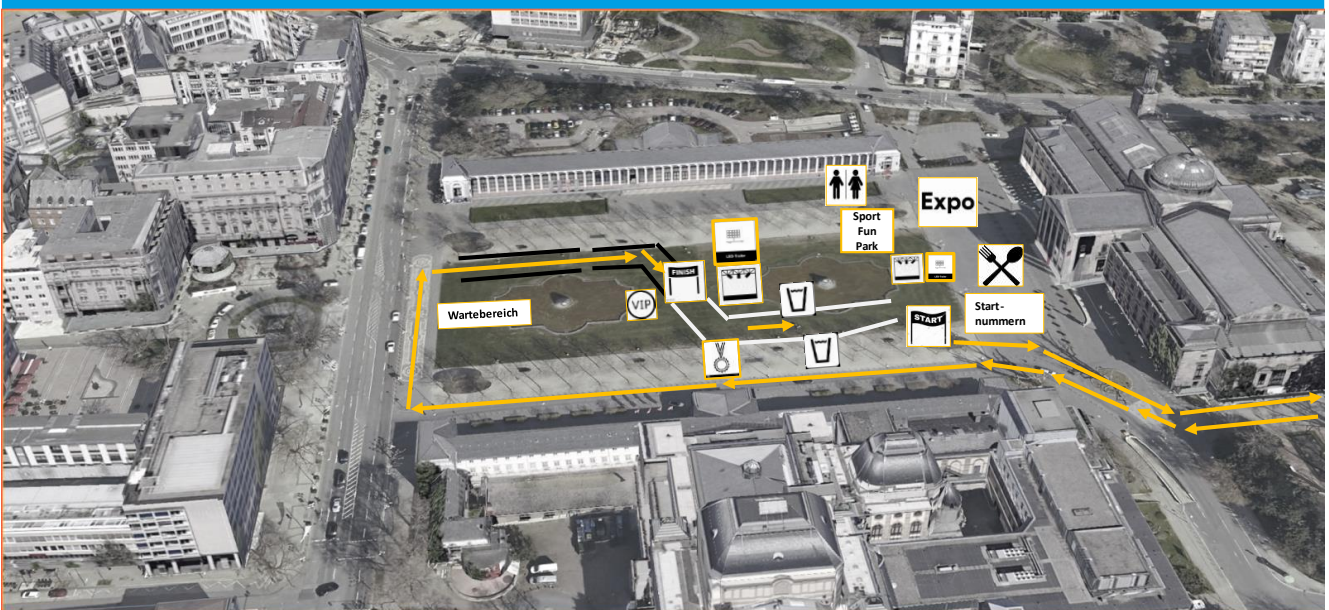 Expo
Sport
Fun
Park
FINISH
VIP
Wartebereich
START
Start-
nummern